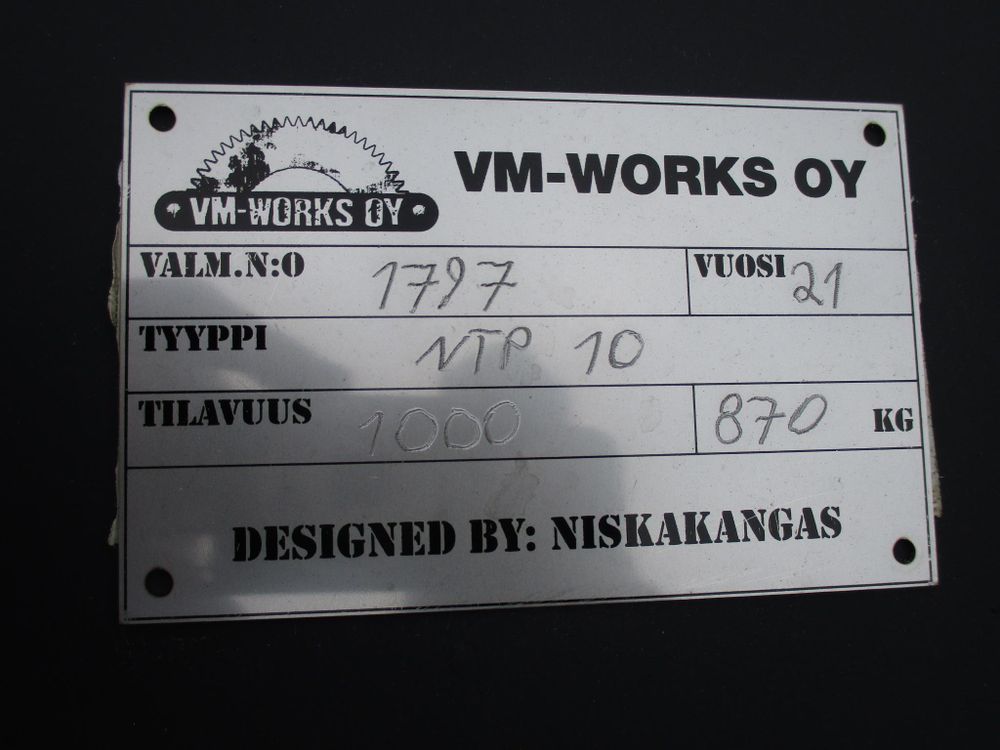 VM-WORKS OY
VM-WORKS OY
VALM.N:O 1797 VUOSI 21
TYYPPI NTP 10
TILAVUUS 1000 870 KG
DESIGNED BY: NISKAKANGAS